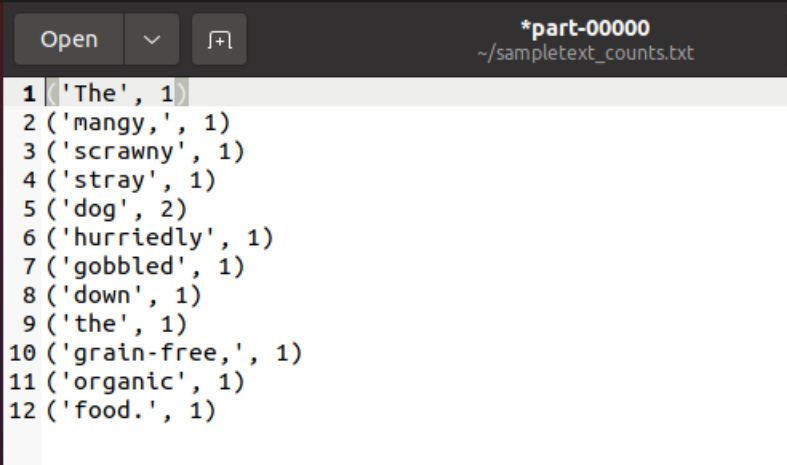 Open
*part-00000
~/sampletext_counts.txt
1 ('The', 1)
2 ('mangy,', 1)
3 ('scrawny', 1)
4 ('stray', 1)
5 ('dog', 2)
6 ('hurriedly', 1)
7 ('gobbled', 1)
8 ('down', 1)
9 ('the', 1)
10 ('grain-free,', 1)
11 ('organic', 1)
12 ('food.', 1)